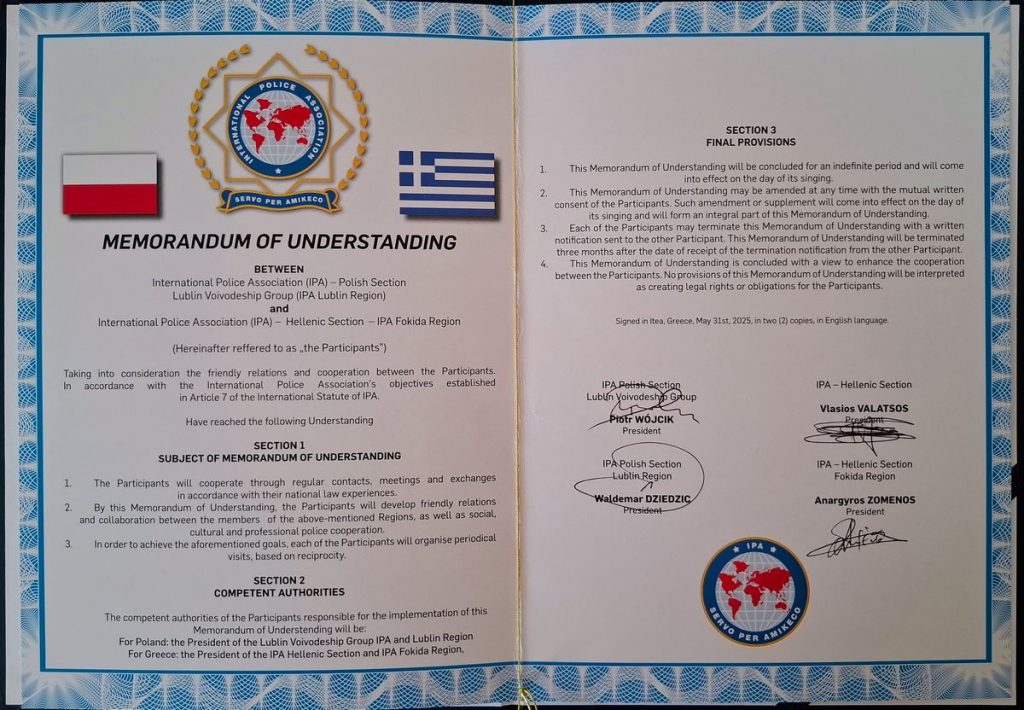 INTERNATIONAL POLICE ASSOCIATION
SERVO PER AMIKECO
MEMORANDUM OF UNDERSTANDING
BETWEEN
International Police Association (IPA) – Polish Section
Lublin Voivodeship Group (IPA Lublin Region)
and
International Police Association (IPA) – Hellenic Section – IPA Fokida Region
(Hereinafter reffered to as „the Participants")
Taking into consideration the friendly relations and cooperation between the Participants.
In accordance with the International Police Association's objectives established
in Article 7 of the International Statute of IPA.
Have reached the following Understanding
SECTION 1
SUBJECT OF MEMORANDUM OF UNDERSTANDING
1. The Participants will cooperate through regular contacts, meetings and exchanges
in accordance with their national law experiences.
2. By this Memorandum of Understanding, the Participants will develop friendly relations
and collaboration between the members of the above-mentioned Regions, as well as social,
cultural and professional police cooperation.
3. In order to achieve the aforementioned goals, each of the Participants will organise periodical
visits, based on reciprocity.
SECTION 2
COMPETENT AUTHORITIES
The competent authorities of the Participants responsible for the implementation of this
Memorandum of Understending will be:
For Poland: the President of the Lublin Voivodeship Group IPA and Lublin Region
For Greece: the President of the IPA Hellenic Section and IPA Fokida Region,
SECTION 3
FINAL PROVISIONS
1. This Memorandum of Understanding will be concluded for an indefinite period and will come
into effect on the day of its singing.
2. This Memorandum of Understanding may be amended at any time with the mutual written
consent of the Participants. Such amendment or supplement will come into effect on the day of
its singing and will form an integral part of this Memorandum of Understanding.
3. Each of the Participants may terminate this Memorandum of Understanding with a written
notification sent to the other Participant. This Memorandum of Understanding will be terminated
three months after the date of receipt of the termination notification from the other Participant.
4. This Memorandum of Understanding is concluded with a view to enhance the cooperation
between the Participants. No provisions of this Memorandum of Understanding will be interpreted
as creating legal rights or obligations for the Participants.
Signed in Itea, Greece, May 31st, 2025, in two (2) copies, in English language.
IPA Polish Section
Lublin Voivodeship Group
Piotr WÓJCIK
President
IPA – Hellenic Section
Vlasios VALATSOS
President
IPA Polish Section
Lublin Region
Waldemar DZIEDZIC
President
IPA – Hellenic Section
Fokida Region
Anargyros ZOMENOS
President
IPA
SERVO PER AMIKECO